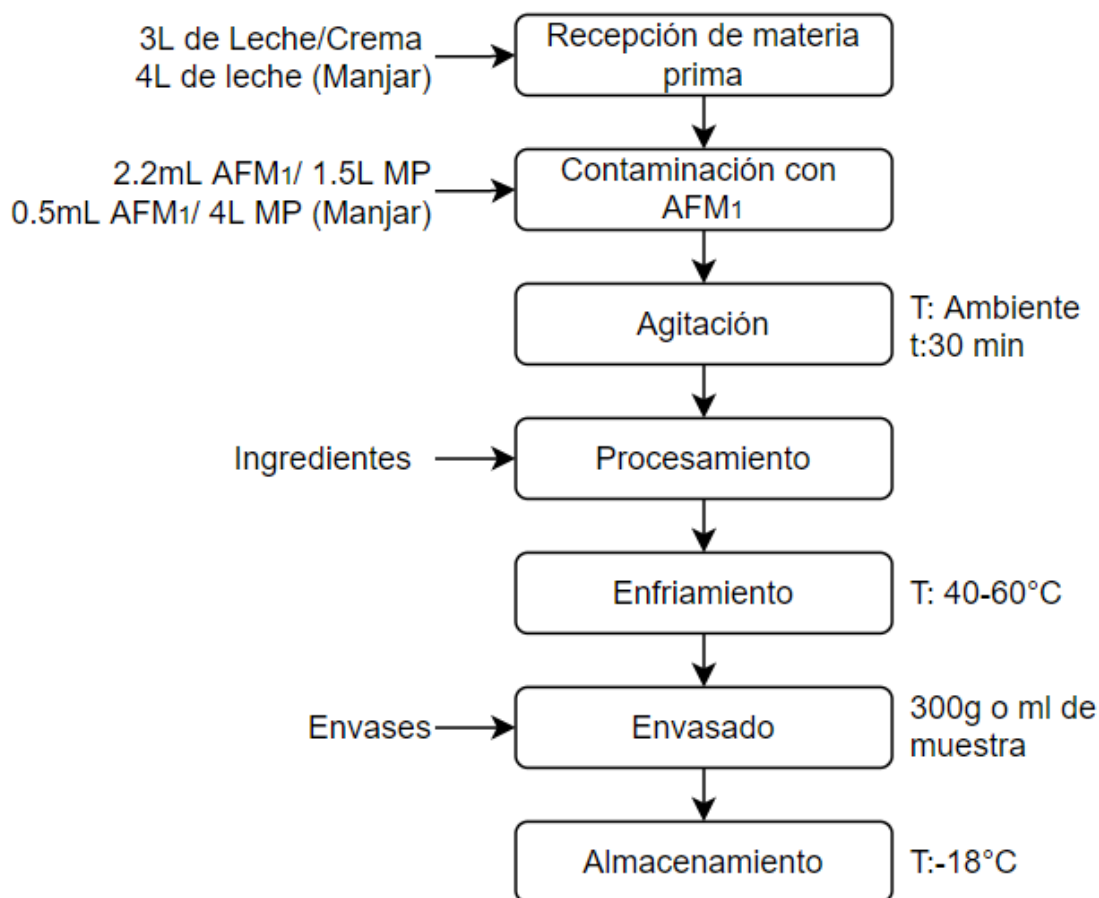 3L de Leche/Crema
4L de leche (Manjar)
Recepción de materia
prima
2.2mL AFM1/ 1.5L MP
0.5mL AFM1/ 4L MP (Manjar)
Contaminación con
AFM1
Agitación
T: Ambiente
t:30 min
Ingredientes
Procesamiento
Enfriamiento
T: 40-60°C
Envases
Envasado
300g o ml de
muestra
Almacenamiento
T:-18°C